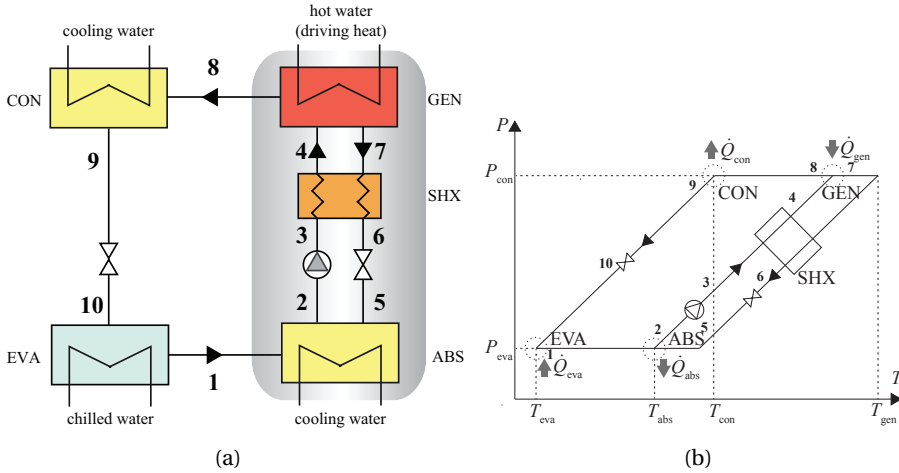 cooling water
hot water
(driving heat)
8
CON
GEN
4
7
9
SHX
3
6
10
2
5
EVA
ABS
1
chilled water
cooling water
(a)
P
Q̇con
Q̇gen
Pcon
8
7
9
CON
GEN
4
10
6
SHX
3
2
5
EVA
ABS
Peva
1
Q̇eva
Q̇abs
T
Teva
Tabs
Tcon
Tgen
(b)